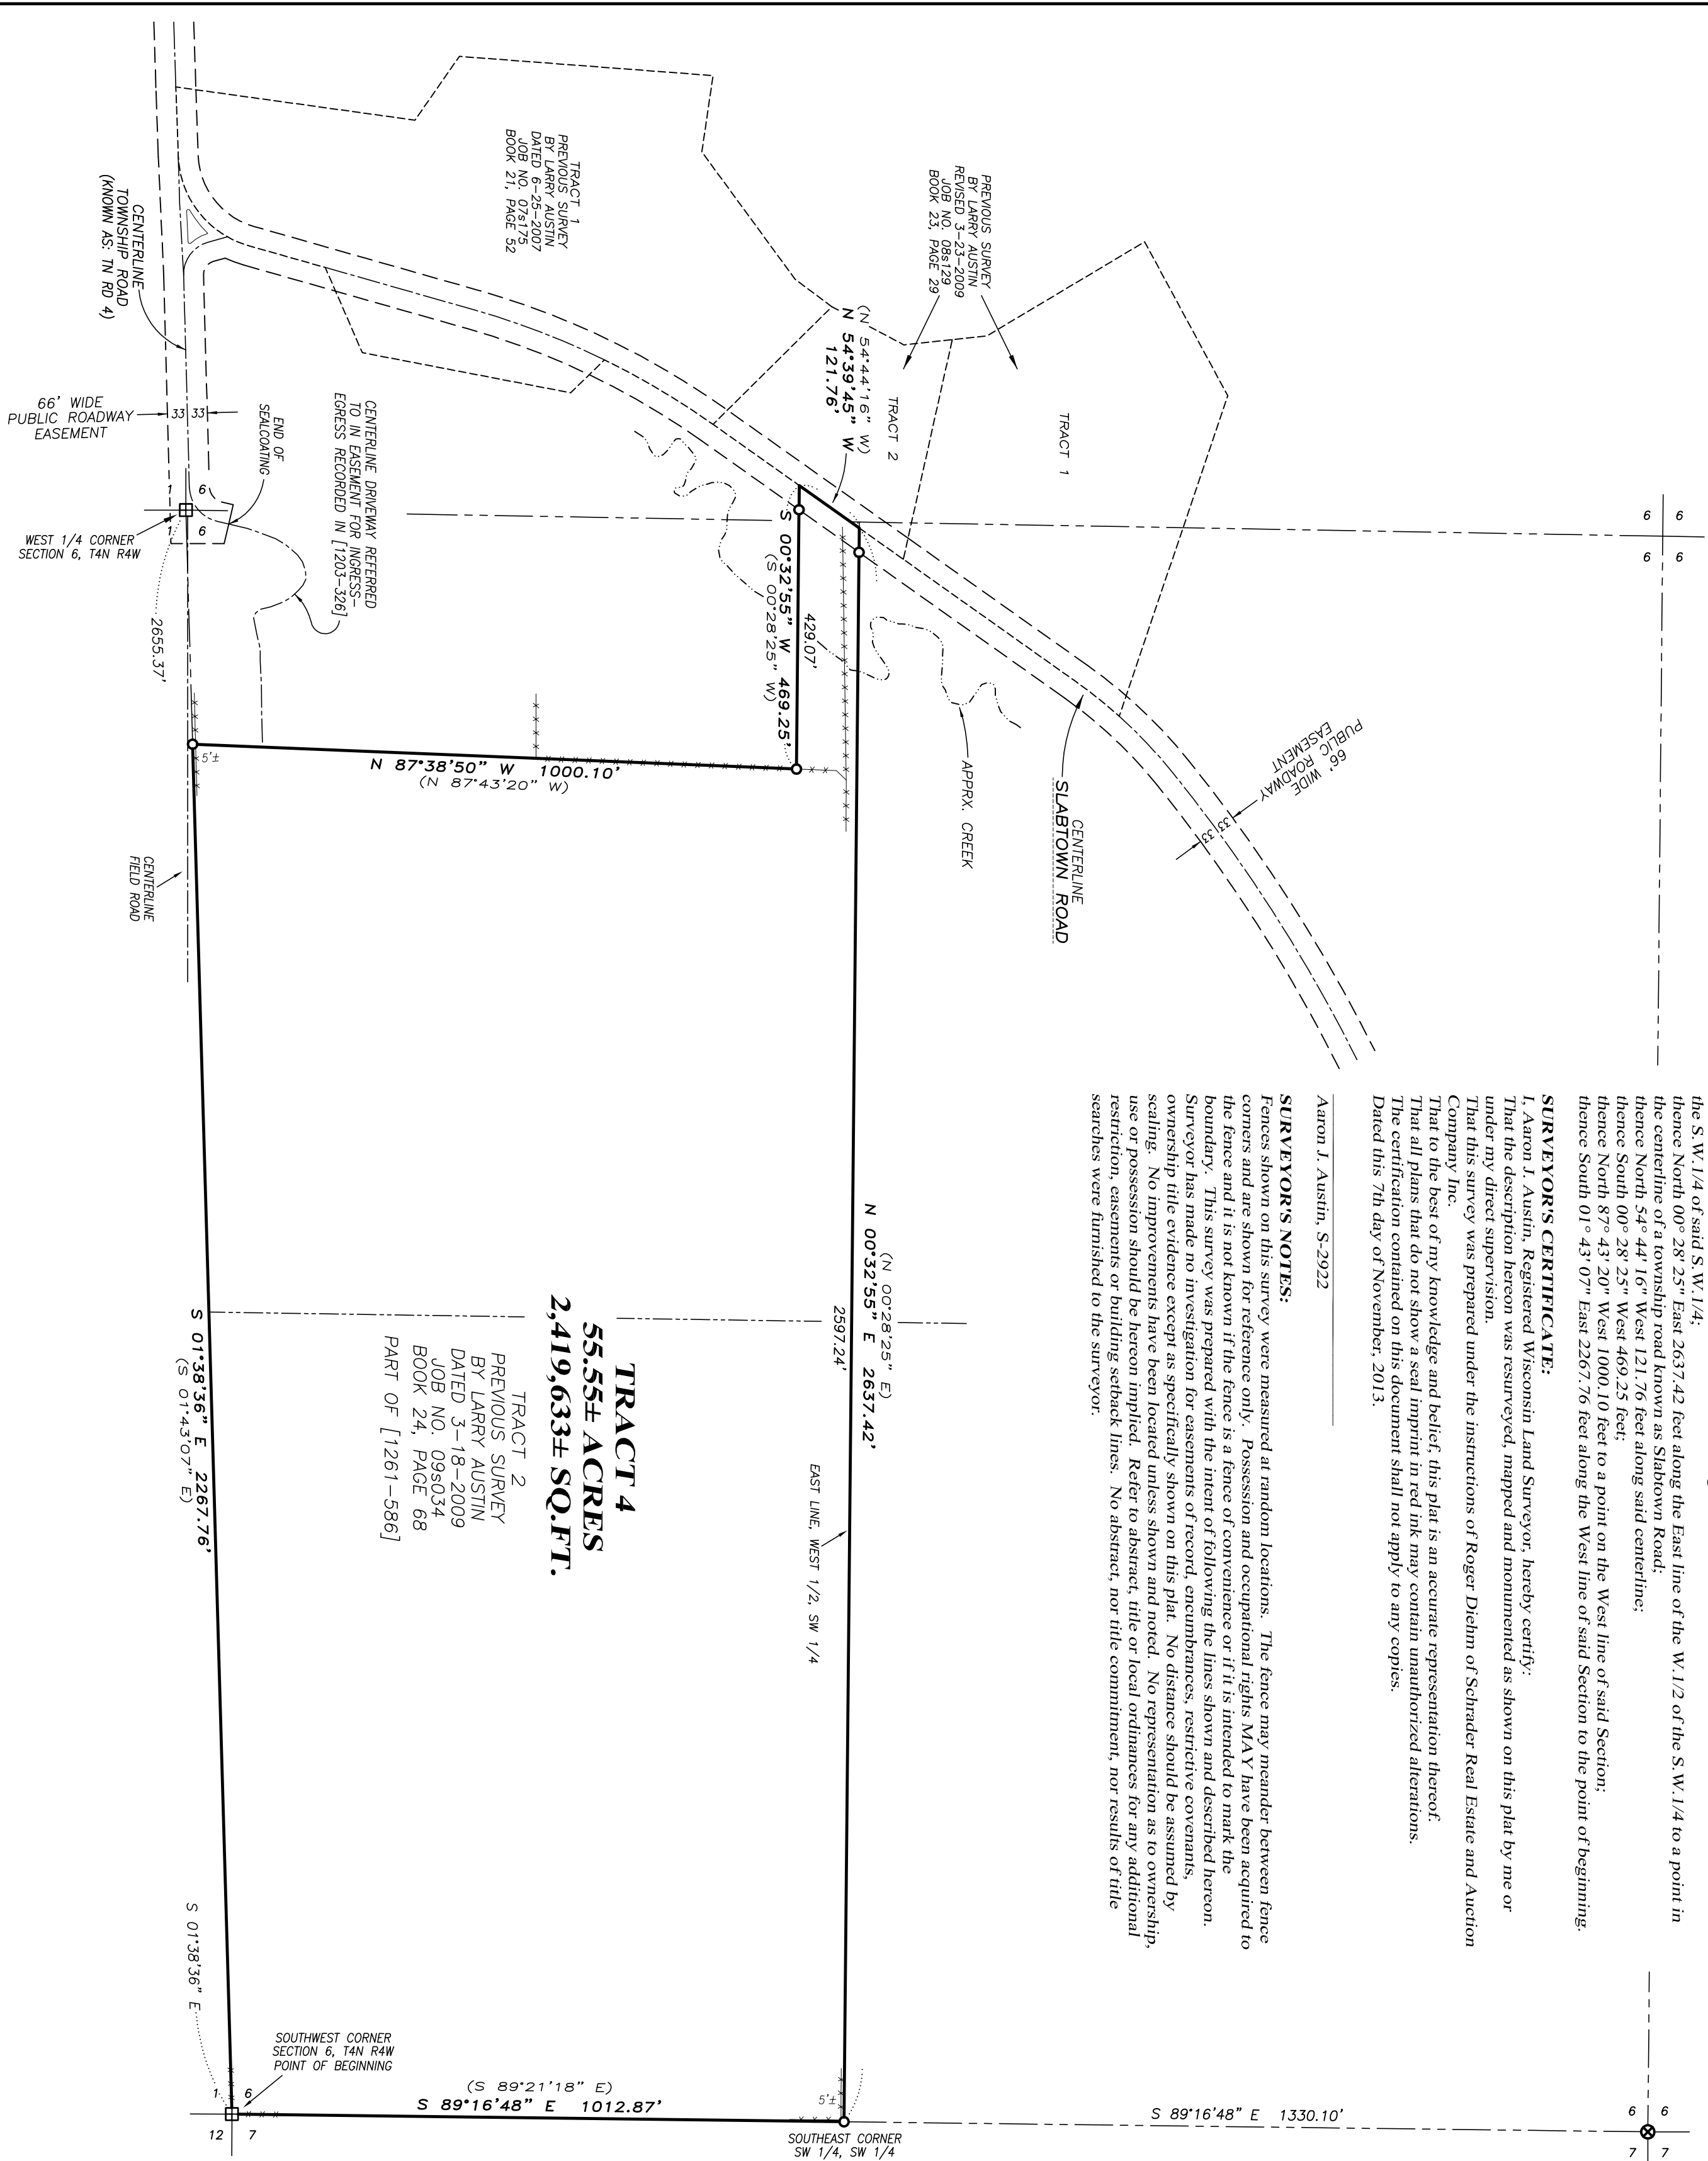 the S.W.1/4 of said S.W.1/4;
thence North 00° 28' 25" East 2637.42 feet along the East line of the W.1/2 of the S.W.1/4 to a point in
the centerline of a township road known as Slabtown Road;
thence North 54° 44' 16" West 121.76 feet along said centerline;
thence South 00° 28' 25" West 469.25 feet;
thence North 87° 43' 20" West 1000.10 feet to a point on the West line of said Section;
thence South 01° 43' 07" East 2267.76 feet along the West line of said Section to the point of beginning.
SURVEYOR'S CERTIFICATE:
I, Aaron J. Austin, Registered Wisconsin Land Surveyor, hereby certify:
That the description hereon was resurveyed, mapped and monumented as shown on this plat by me or
under my direct supervision.
That this survey was prepared under the instructions of Roger Diehm of Schrader Real Estate and Auction
Company Inc.
That to the best of my knowledge and belief, this plat is an accurate representation thereof.
That all plans that do not show a seal imprint in red ink may contain unauthorized alterations.
The certification contained on this document shall not apply to any copies.
Dated this 7th day of November, 2013.
Aaron J. Austin, S-2922
SURVEYOR'S NOTES:
Fences shown on this survey were measured at random locations. The fence may meander between fence
corners and are shown for reference only. Possession and occupational rights MAY have been acquired to
the fence and it is not known if the fence is a fence of convenience or if it is intended to mark the
boundary. This survey was prepared with the intent of following the lines shown and described hereon.
Surveyor has made no investigation for easements of record, encumbrances, restrictive covenants,
ownership title evidence except as specifically shown on this plat. No distance should be assumed by
scaling. No improvements have been located unless shown and noted. No representation as to ownership,
use or possession should be hereon implied. Refer to abstract, title or local ordinances for any additional
restriction, easements or building setback lines. No abstract, nor title commitment, nor results of title
searches were furnished to the surveyor.
6 6
6 6
66' WIDE
PUBLIC ROADWAY
EASEMENT
33 33
CENTERLINE
SLABTOWN ROAD
APPRX. CREEK
TRACT 1
TRACT 2
PREVIOUS SURVEY
BY LARRY AUSTIN
REVISED 3-23-2009
JOB NO. 08s129
BOOK 23, PAGE 29
(N 54°44'16" W)
N 54°39'45" W
121.76'
TRACT 1
PREVIOUS SURVEY
BY LARRY AUSTIN
DATED 6-25-2007
JOB NO. 07s175
BOOK 21, PAGE 52
CENTERLINE
TOWNSHIP ROAD
(KNOWN AS: TN RD 4)
66' WIDE
PUBLIC ROADWAY
EASEMENT
33 33
END OF
SEALCOATING
CENTERLINE DRIVEWAY REFERRED
TO IN EASEMENT FOR INGRESS-
EGRESS RECORDED IN [1203-326]
1 6
1 6
WEST 1/4 CORNER
SECTION 6, T4N R4W
2655.37'
429.07'
S 00°32'55" W 469.25'
(S 00°28'25" W)
5'±
N 87°38'50" W 1000.10'
(N 87°43'20" W)
CENTERLINE
FIELD ROAD
(N 00°28'25" E)
N 00°32'55" E 2637.42'
2597.24'
EAST LINE, WEST 1/2, SW 1/4
TRACT 4
55.55± ACRES
2,419,633± SQ.FT.
TRACT 2
PREVIOUS SURVEY
BY LARRY AUSTIN
DATED 3-18-2009
JOB NO. 09s034
BOOK 24, PAGE 68
PART OF [1261-586]
S 01°38'36" E 2267.76'
(S 01°43'07" E)
S 01°38'36" E
SOUTHWEST CORNER
SECTION 6, T4N R4W
POINT OF BEGINNING
1 6
12 7
(S 89°21'18" E)
S 89°16'48" E 1012.87'
5'±
SOUTHEAST CORNER
SW 1/4, SW 1/4
S 89°16'48" E 1330.10'
6 6
7 7